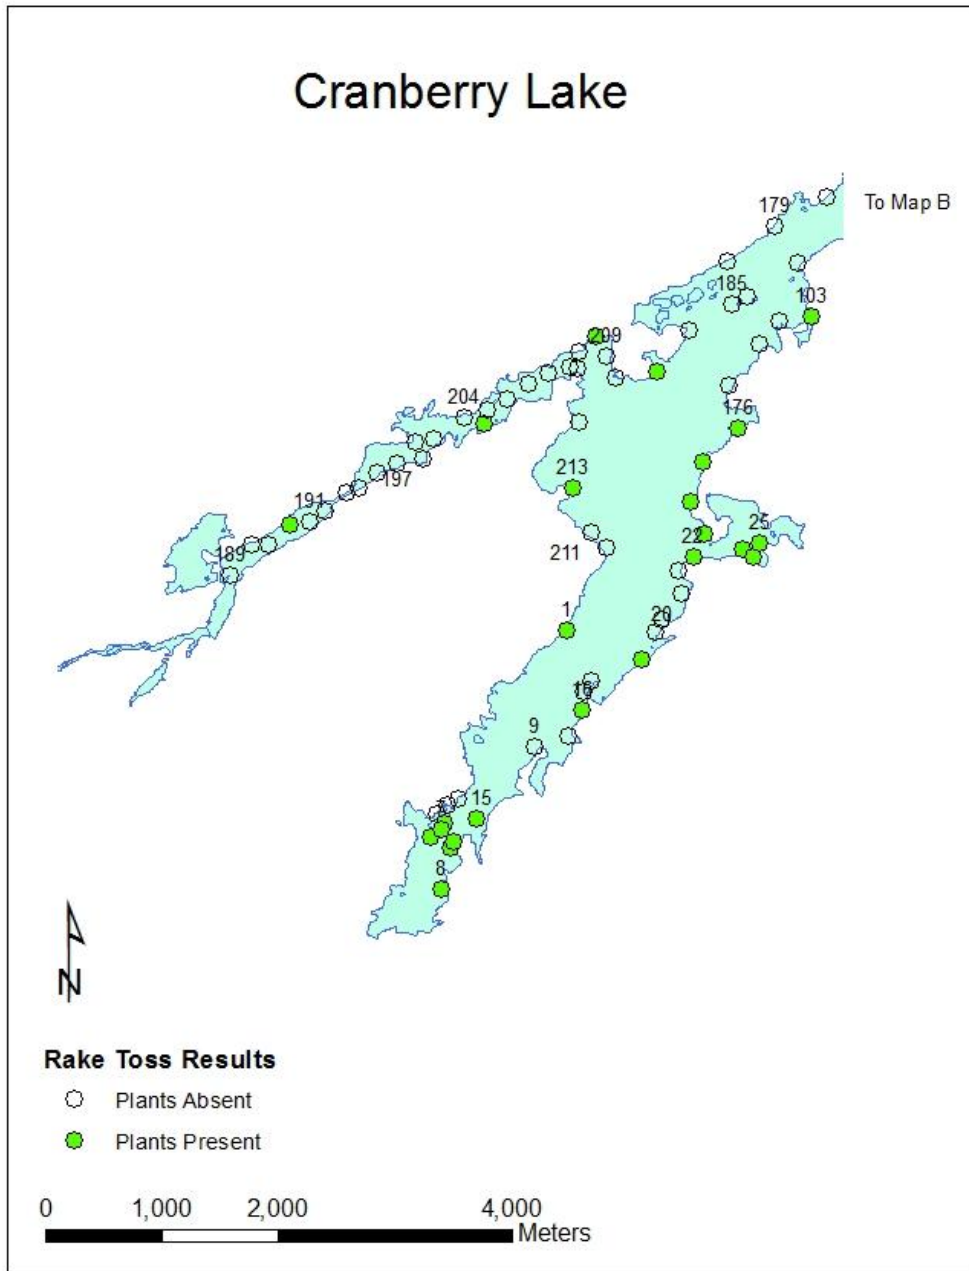 Cranberry Lake
179
To Map B
185
103
209
204
176
197
213
191
25
22
211
189
1
20
9
15
8
N
Rake Toss Results
Plants Absent
Plants Present
0 1,000 2,000 4,000
Meters